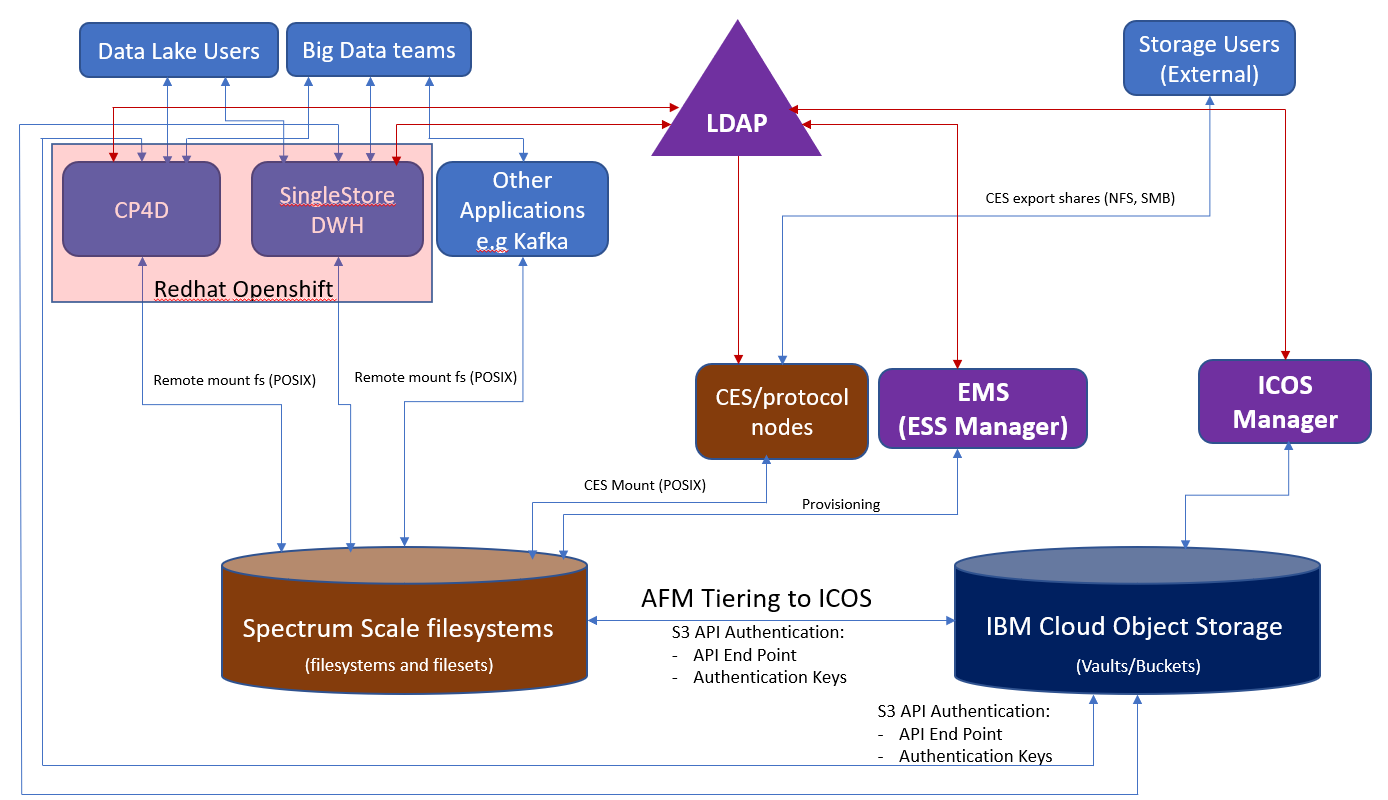 Data Lake Users
Big Data teams
Storage Users
(External)
LDAP
CP4D
SingleStore
DWH
Other
Applications
e.g Kafka
Redhat Openshift
CES export shares (NFS, SMB)
Remote mount fs (POSIX)
Remote mount fs (POSIX)
CES/protocol
nodes
EMS
(ESS Manager)
ICOS
Manager
CES Mount (POSIX)
Provisioning
Spectrum Scale filesystems
(filesystems and filesets)
AFM Tiering to ICOS
S3 API Authentication:
- API End Point
- Authentication Keys
IBM Cloud Object Storage
(Vaults/Buckets)
S3 API Authentication:
- API End Point
- Authentication Keys